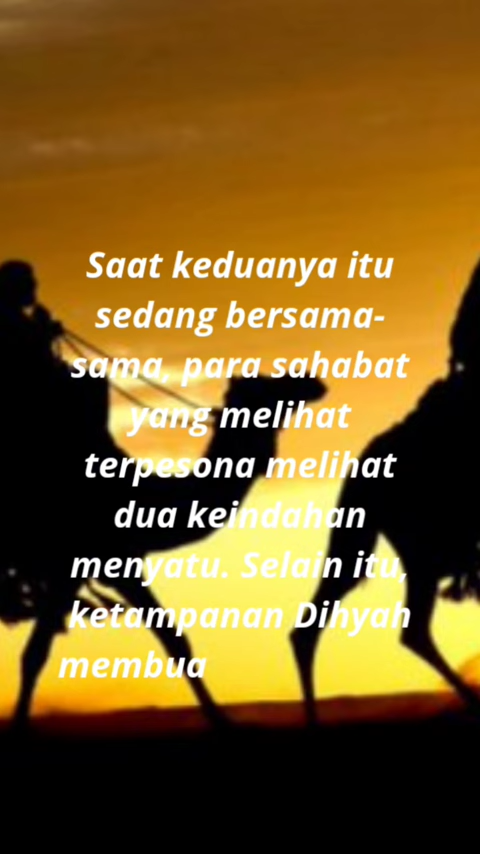 Saat keduanya itu
sedang bersama-
sama, para sahabat
yang melihat
terpesona melihat
dua keindahan
menyatu. Selain itu,
ketampanan Dihyah
membua